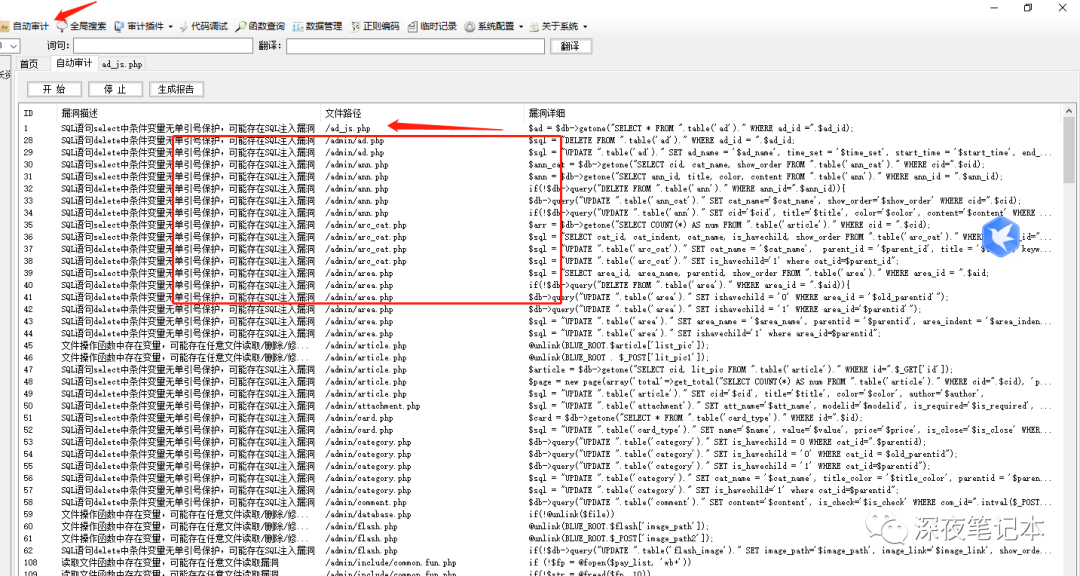 自动审计 全局搜索 审计插件 代码调试 函数查询 数据管理 正则编码 临时记录 系统配置 关于系统
词句: 翻译: 翻译
首页 自动审计 ad_js.php
开 始 停 止 生成报告
ID 漏洞描述 文件路径 漏洞详细
1 SQL语句select中条件变量无单引号保护，可能存在SQL注入漏洞 /ad_js.php $ad = $db->getone("SELECT * FROM ".table('ad')." WHERE ad_id =".$ad_id);
28 SQL语句delete中条件变量无单引号保护，可能存在SQL注入漏洞 /admin/ad.php $sql = "DELETE FROM ".table('ad')." WHERE ad_id = ".$ad_id;
29 SQL语句delete中条件变量无单引号保护，可能存在SQL注入漏洞 /admin/ad.php $sql = "UPDATE ".table('ad')." SET ad_name = '$ad_name', time_set = '$time_set', start_time = '$start_time', end_...
30 SQL语句select中条件变量无单引号保护，可能存在SQL注入漏洞 /admin/ann.php $ann_cat = $db->getone("SELECT cid, cat_name, show_order FROM ".table('ann_cat')." WHERE cid=".$cid);
31 SQL语句select中条件变量无单引号保护，可能存在SQL注入漏洞 /admin/ann.php $ann = $db->getone("SELECT ann_id, title, color, content FROM ".table('ann')." WHERE ann_id = ".$ann_id);
32 SQL语句delete中条件变量无单引号保护，可能存在SQL注入漏洞 /admin/ann.php if(!$db->query("DELETE FROM ".table('ann')." WHERE ann_id=".$ann_id)){
33 SQL语句delete中条件变量无单引号保护，可能存在SQL注入漏洞 /admin/ann.php $db->query("UPDATE ".table('ann_cat')." SET cat_name='$cat_name', show_order='$show_order' WHERE cid=".$cid);
34 SQL语句delete中条件变量无单引号保护，可能存在SQL注入漏洞 /admin/ann.php if(!$db->query("UPDATE ".table('ann')." SET cid='$cid', title='$title', color='$color', content='$content' WHERE ...
35 SQL语句select中条件变量无单引号保护，可能存在SQL注入漏洞 /admin/arc_cat.php $arr = $db->getone("SELECT COUNT(*) AS num FROM ".table('article')." WHERE cid = ".$cid);
36 SQL语句select中条件变量无单引号保护，可能存在SQL注入漏洞 /admin/arc_cat.php $sql = "SELECT cat_id, cat_indent, cat_name, is_havechild, show_order FROM ".table('arc_cat')." WHERE
37 SQL语句delete中条件变量无单引号保护，可能存在SQL注入漏洞 /admin/arc_cat.php $sql = "UPDATE ".table('arc_cat')." SET cat_name = '$cat_name', parent_id = '$parent_id', title = keyw...
38 SQL语句delete中条件变量无单引号保护，可能存在SQL注入漏洞 /admin/arc_cat.php $sql = "UPDATE ".table('arc_cat')." SET is_havechild='1' where cat_id=$parent_id";
39 SQL语句select中条件变量无单引号保护，可能存在SQL注入漏洞 /admin/area.php $sql = "SELECT area_id, area_name, parentid, show_order FROM ".table('area')." WHERE area_id = ".$aid;
40 SQL语句delete中条件变量无单引号保护，可能存在SQL注入漏洞 /admin/area.php if(!$db->query("DELETE FROM ".table('area')." WHERE area_id = ".$aid)){
41 SQL语句delete中条件变量无单引号保护，可能存在SQL注入漏洞 /admin/area.php $db->query("UPDATE ".table('area')." SET ishavechild = '0' WHERE area_id = '$old_parentid'");
42 SQL语句delete中条件变量无单引号保护，可能存在SQL注入漏洞 /admin/area.php $db->query("UPDATE ".table('area')." SET ishavechild = '1' WHERE area_id = '$parentid'");
43 SQL语句delete中条件变量无单引号保护，可能存在SQL注入漏洞 /admin/area.php $sql = "UPDATE ".table('area')." SET area_name = '$area_name', parentid = '$parentid', area_indent = '$area_inden...
44 SQL语句delete中条件变量无单引号保护，可能存在SQL注入漏洞 /admin/area.php $sql = "UPDATE ".table('area')." SET ishavechild='1' where area_id=$parentid";
45 文件操作函数中存在变量，可能存在任意文件读取/删除/修... /admin/article.php @unlink(BLUE_ROOT.$article['list_pic']);
46 文件操作函数中存在变量，可能存在任意文件读取/删除/修... /admin/article.php @unlink(BLUE_ROOT . $_POST['lit_pic1']);
47 SQL语句select中条件变量无单引号保护，可能存在SQL注入漏洞 /admin/article.php $article = $db->getone("SELECT cid, lit_pic FROM ".table('article')." WHERE id=".$_GET['id']);
48 SQL语句select中条件变量无单引号保护，可能存在SQL注入漏洞 /admin/article.php $page = new page(array('total'=>get_total("SELECT COUNT(*) AS num FROM ".table('article')." WHERE cid=".$cid), 'p...
49 SQL语句delete中条件变量无单引号保护，可能存在SQL注入漏洞 /admin/article.php $sql = "UPDATE ".table('article')." SET cid='$cid', title='$title', color='$color', author='$author',
50 SQL语句delete中条件变量无单引号保护，可能存在SQL注入漏洞 /admin/attachment.php $sql = "UPDATE ".table('attachment')." SET att_name='$att_name', modelid='$modelid', is_required='$is_required', ...
51 SQL语句select中条件变量无单引号保护，可能存在SQL注入漏洞 /admin/card.php $card = $db->getone("SELECT * FROM ".table('card_type')." WHERE id=".$id);
52 SQL语句delete中条件变量无单引号保护，可能存在SQL注入漏洞 /admin/card.php $sql = "UPDATE ".table('card_type')." SET name='$name', value='$value', price='$price', is_close='$is_close' WHER...
53 SQL语句delete中条件变量无单引号保护，可能存在SQL注入漏洞 /admin/category.php $db->query("UPDATE ".table('category')." SET is_havechild = 0 WHERE cat_id=".$parentid);
54 SQL语句delete中条件变量无单引号保护，可能存在SQL注入漏洞 /admin/category.php $db->query("UPDATE ".table('category')." SET is_havechild = '0' WHERE cat_id = $old_parentid");
55 SQL语句delete中条件变量无单引号保护，可能存在SQL注入漏洞 /admin/category.php $db->query("UPDATE ".table('category')." SET is_havechild = '1' WHERE cat_id=$parentid");
56 SQL语句delete中条件变量无单引号保护，可能存在SQL注入漏洞 /admin/category.php $sql = "UPDATE ".table('category')." SET cat_name = '$cat_name', title_color = '$title_color', parentid = '$paren...
57 SQL语句delete中条件变量无单引号保护，可能存在SQL注入漏洞 /admin/category.php $sql = "UPDATE ".table('category')." SET is_havechild='1' where cat_id=$parentid";
58 SQL语句delete中条件变量无单引号保护，可能存在SQL注入漏洞 /admin/comment.php $db->query("UPDATE ".table('comment')." SET content='$content', is_check='$is_check' WHERE com_id=".intval($_POST...
59 文件操作函数中存在变量，可能存在任意文件读取/删除/修... /admin/database.php if(!@unlink($file))
60 文件操作函数中存在变量，可能存在任意文件读取/删除/修... /admin/flash.php @unlink(BLUE_ROOT.$flash['image_path']);
61 文件操作函数中存在变量，可能存在任意文件读取/删除/修... /admin/flash.php @unlink(BLUE_ROOT.$_POST['image_path2']);
62 SQL语句delete中条件变量无单引号保护，可能存在SQL注入漏洞 /admin/flash.php if(!$db->query("UPDATE ".table('flash_image')." SET image_path='$image_path', image_link='$image_link', show_orde...
108 读取文件函数中存在变量，可能存在任意文件读取漏洞 /admin/include/common.fun.php if (!$fp = @fopen($pay_list, 'wb+'))
109 读取文件函数中存在变量，可能存在任意文件读取漏洞 /admin/include/common.fun.php if(!$str = @fread($fp, 10))
深夜笔记本